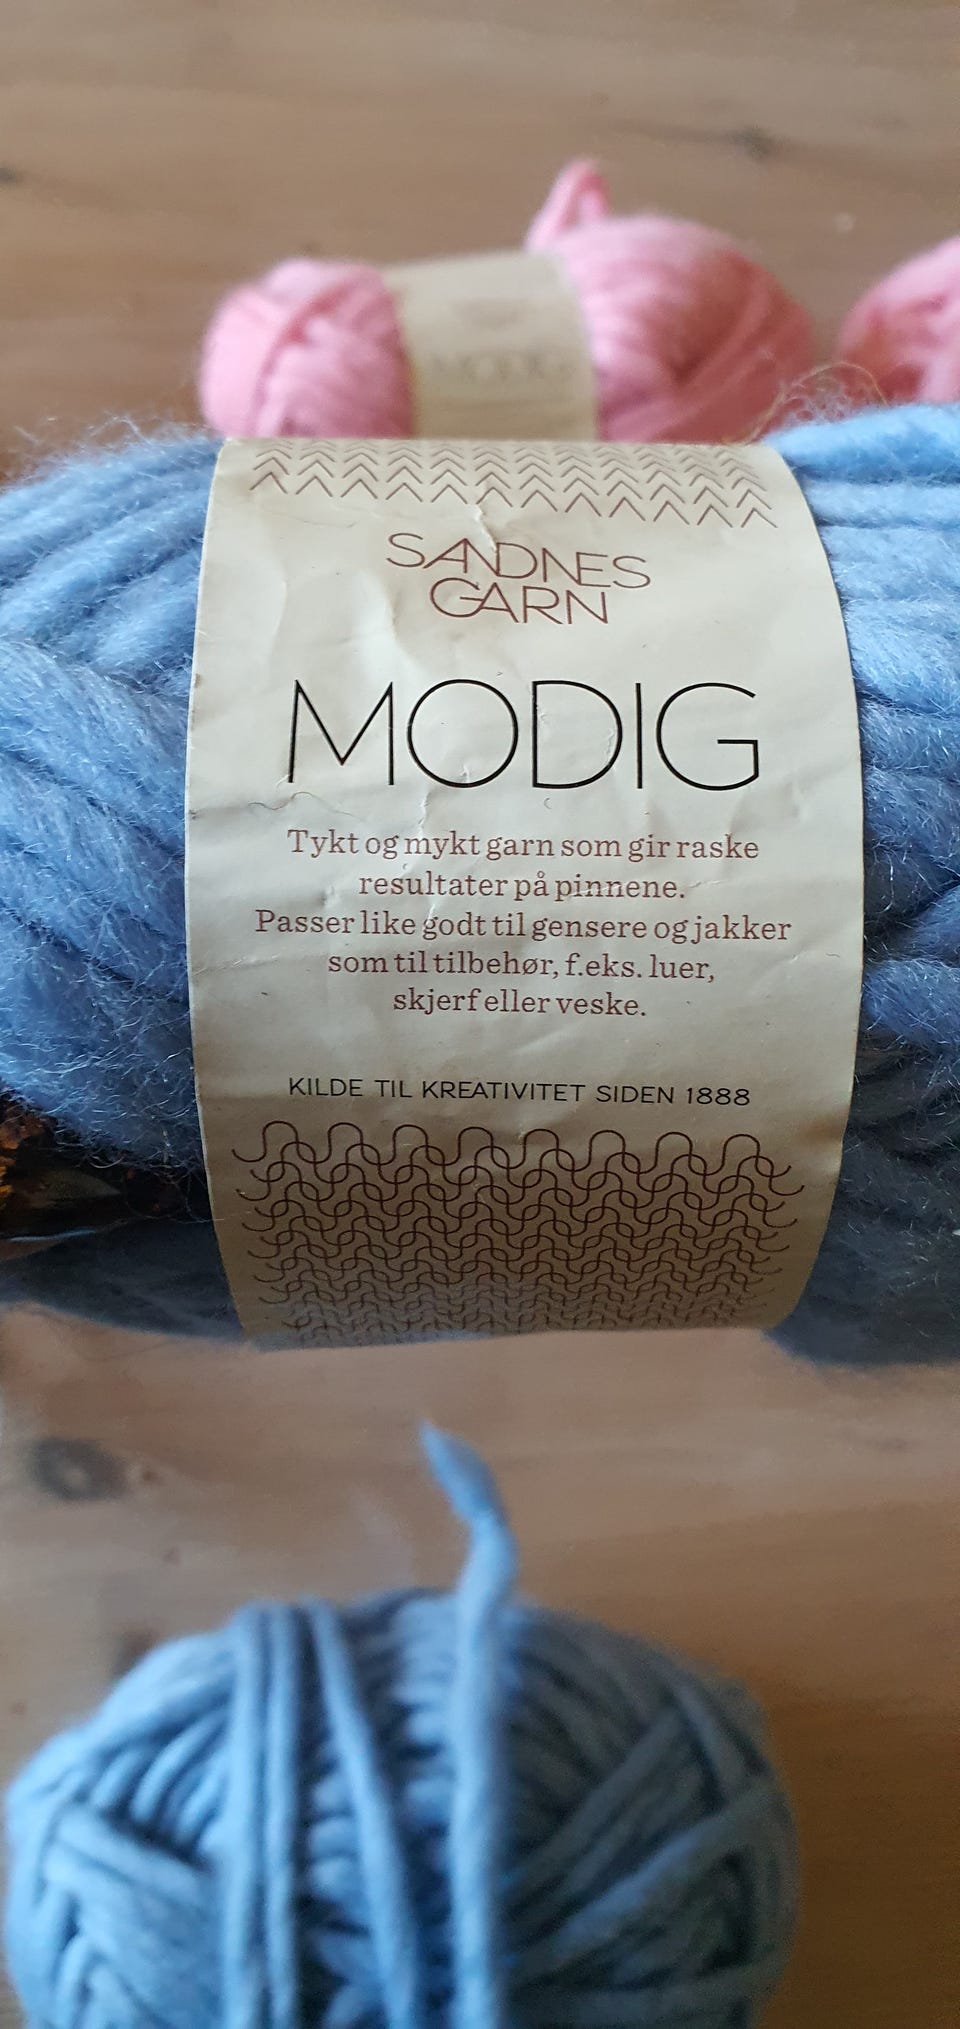 MODIG
SANDNES
GARN
MODIG
Tykt og mykt garn som gir raske
resultater på pinnene.
Passer like godt til gensere og jakker
som til tilbehør, f.eks. luer,
skjerf eller veske.
KILDE TIL KREATIVITET SIDEN 1888